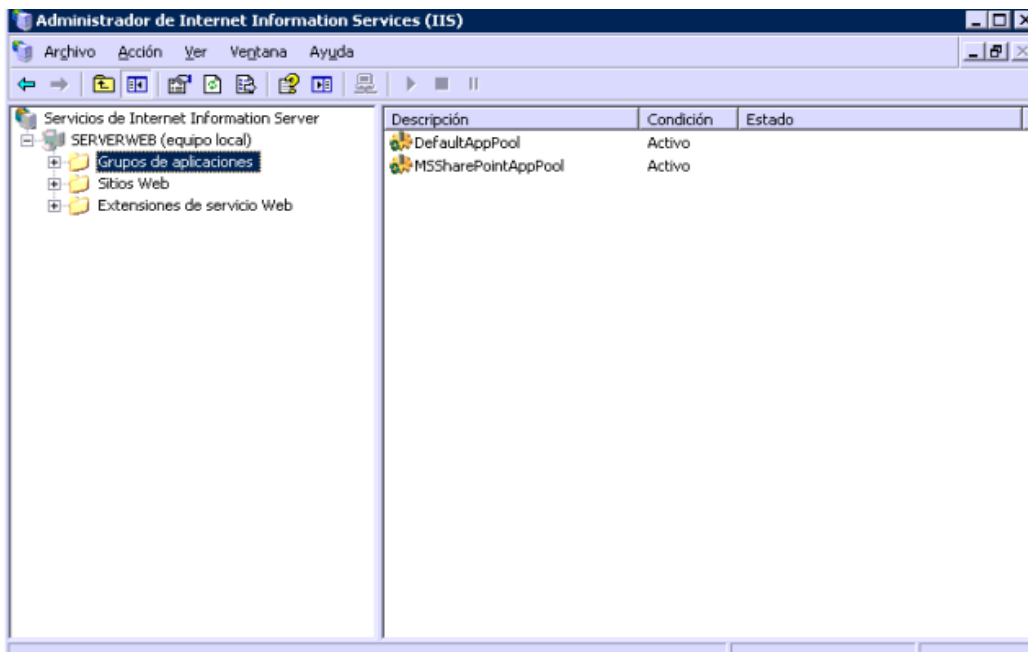 Administrador de Internet Information Services (IIS)
Archivo Acción Ver Ventana Ayuda
Servicios de Internet Information Server
SERVERWEB (equipo local)
Grupos de aplicaciones
Sitios Web
Extensiones de servicio Web
Descripción Condición Estado
DefaultAppPool Activo
MSSharePointAppPool Activo